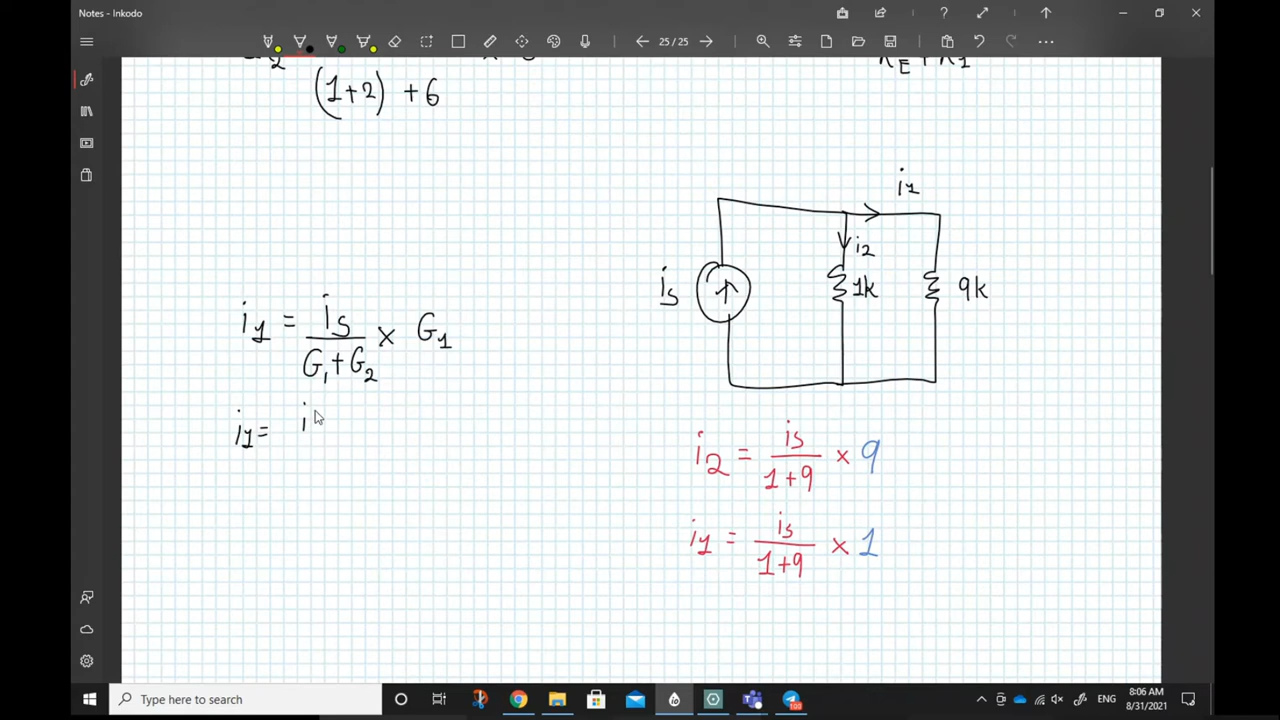 Notes - Inkodo
25/25
(1+2) + 6
i1
i2
is
1k
9k
i1 = is / G1 + G2 × G1
i1 = i
i2 = is / 1+9 × 9
i1 = is / 1+9 × 1
Type here to search
100
ENG
8:06 AM
8/31/2021